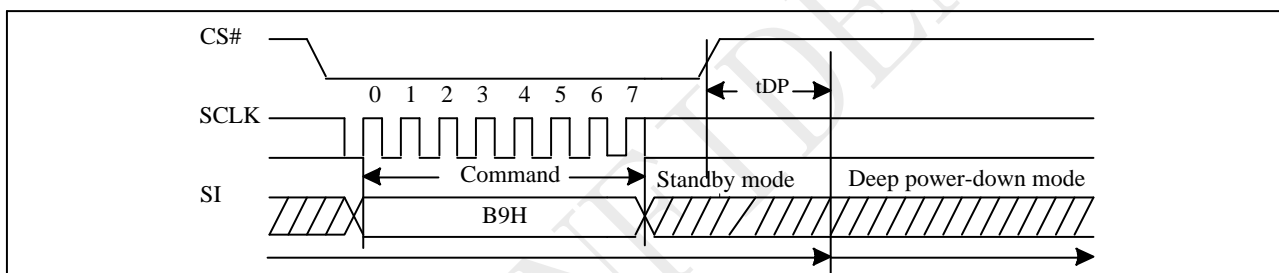 CS#
tDP
0 1 2 3 4 5 6 7
SCLK
Command
Standby mode
Deep power-down mode
SI
B9H